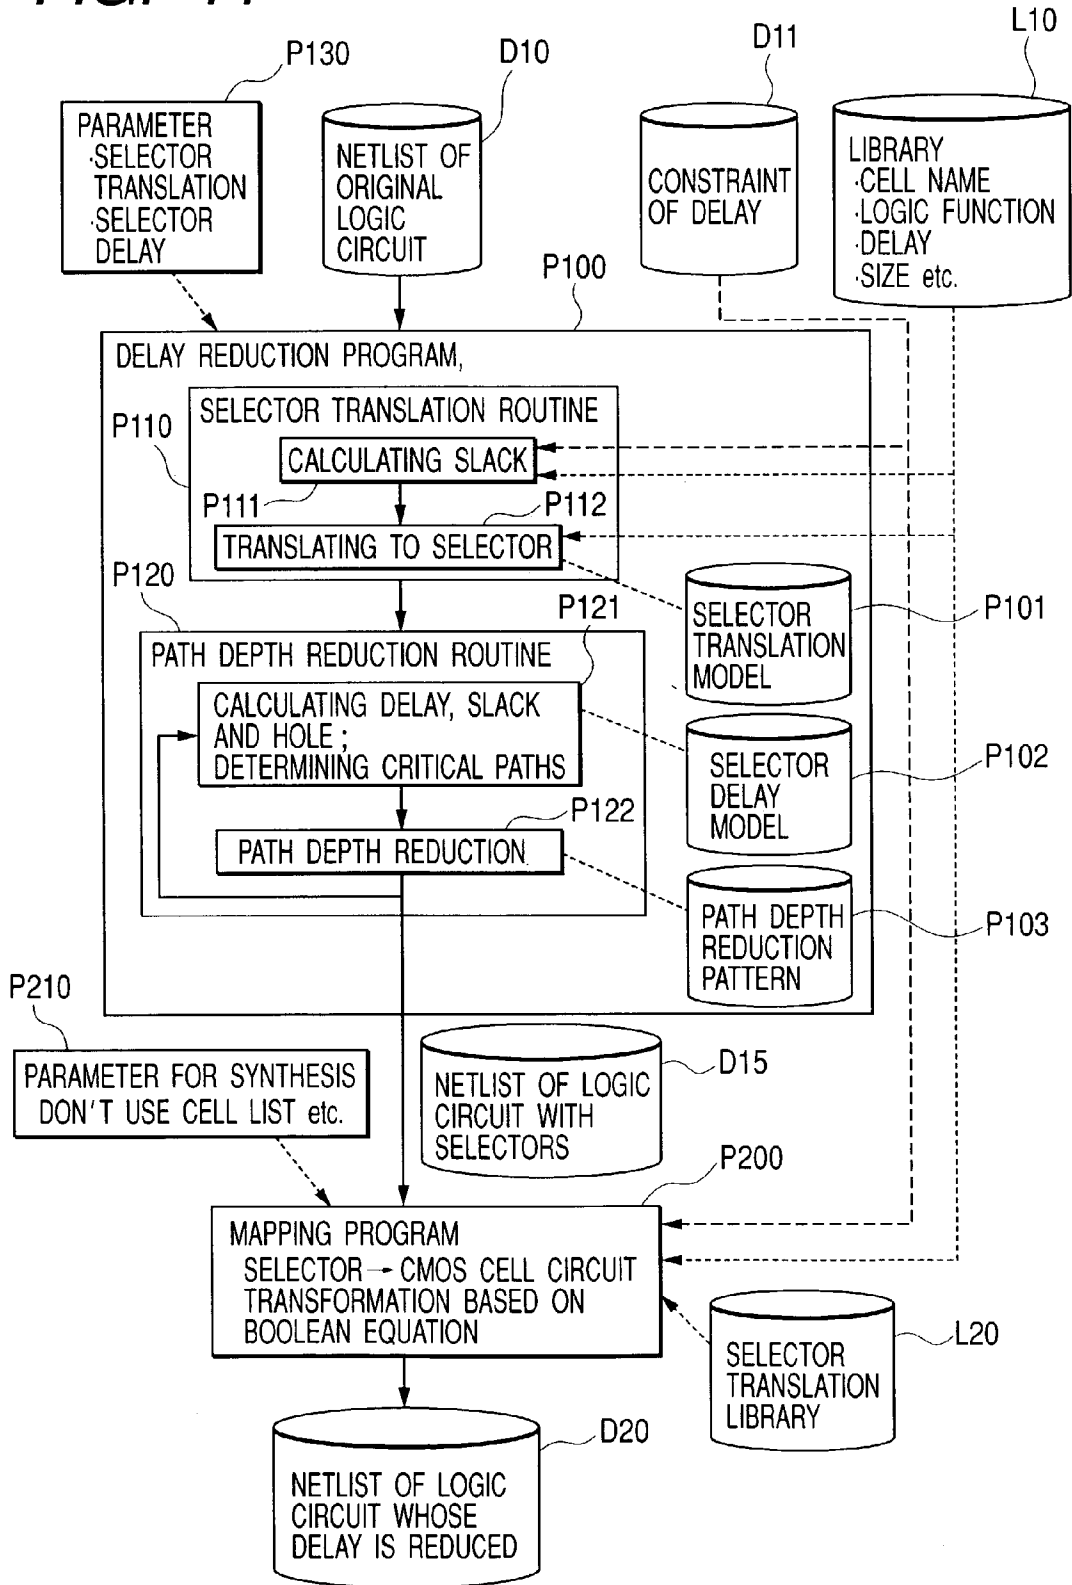 L10
D11
D10
P130
PARAMETER
·SELECTOR
TRANSLATION
·SELECTOR
DELAY
NETLIST OF
ORIGINAL
LOGIC
CIRCUIT
CONSTRAINT
OF DELAY
LIBRARY
·CELL NAME
·LOGIC FUNCTION
·DELAY
·SIZE etc.
P100
DELAY REDUCTION PROGRAM,
P110
SELECTOR TRANSLATION ROUTINE
CALCULATING SLACK
P111
P112
TRANSLATING TO SELECTOR
P120
P121
PATH DEPTH REDUCTION ROUTINE
CALCULATING DELAY, SLACK
AND HOLE;
DETERMINING CRITICAL PATHS
P122
PATH DEPTH REDUCTION
SELECTOR
TRANSLATION
MODEL
P101
SELECTOR
DELAY
MODEL
P102
PATH DEPTH
REDUCTION
PATTERN
P103
P210
PARAMETER FOR SYNTHESIS
DON'T USE CELL LIST etc.
NETLIST OF LOGIC
CIRCUIT WITH
SELECTORS
D15
P200
MAPPING PROGRAM
SELECTOR → CMOS CELL CIRCUIT
TRANSFORMATION BASED ON
BOOLEAN EQUATION
SELECTOR
TRANSLATION
LIBRARY
L20
D20
NETLIST OF LOGIC
CIRCUIT WHOSE
DELAY IS REDUCED